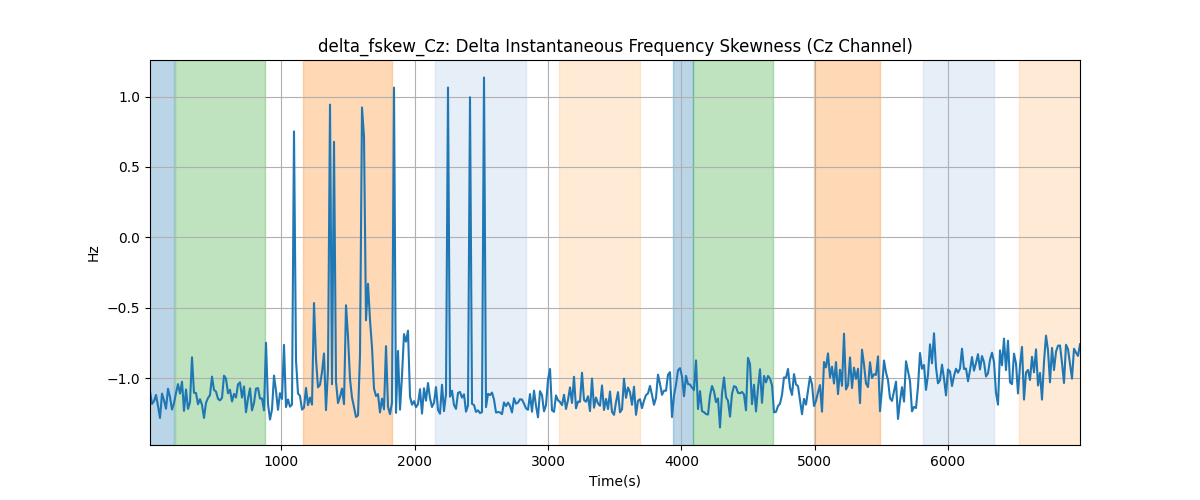 delta_fskew_Cz: Delta Instantaneous Frequency Skewness (Cz Channel)
1.0
0.5
0.0
−0.5
−1.0
Hz
1000 2000 3000 4000 5000 6000
Time(s)